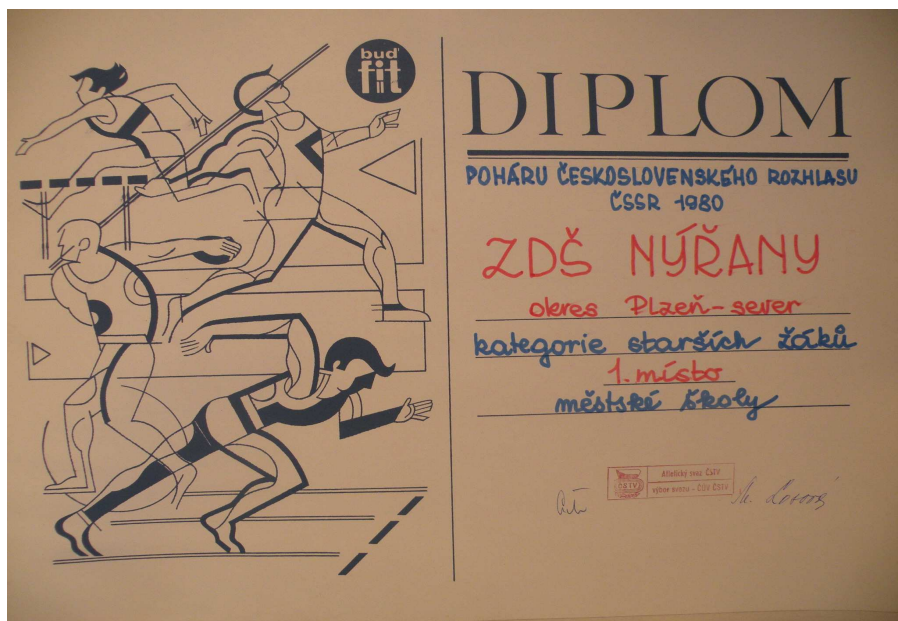 buď
fit
DIPLOM
POHÁRU ČESKOSLOVENSKÉHO ROZHLASU
ČSSR 1980
ZDŠ NÝŘANY
okres Plzeň-sever
kategorie starších žáků
1. místo
městské školy
Atletický svaz ČSTV
výbor svazu - ČÚV ČSTV